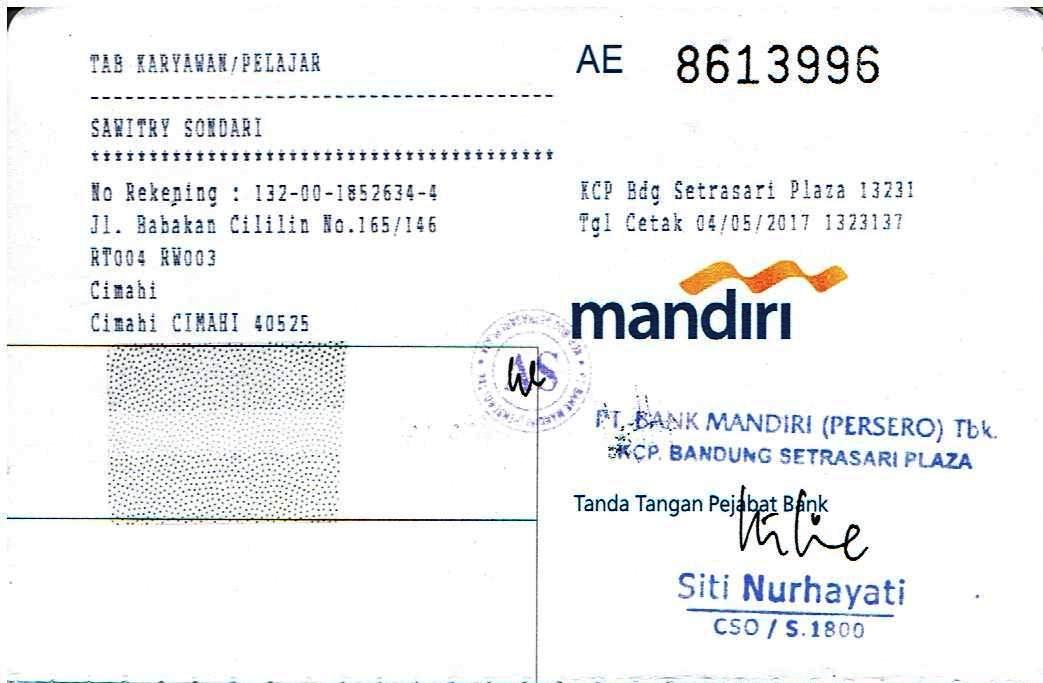 TAB KARYAWAN/PELAJAR
SAWITRY SONDARI
No Rekening : 132-00-1852634-4
Jl. Babakan Cililin No.165/146
RT004 RW003
Cimahi
Cimahi CIMAHI 40525
AE 8613996
KCP Bdg Setrasari Plaza 13231
Tgl Cetak 04/05/2017 1323137
mandırı
PT. BANK MANDIRI (PERSERO) Tbk.
KCP. BANDUNG SETRASARI PLAZA
Tanda Tangan Pejabat Bank
Siti Nurhayati
CSO / S.1800